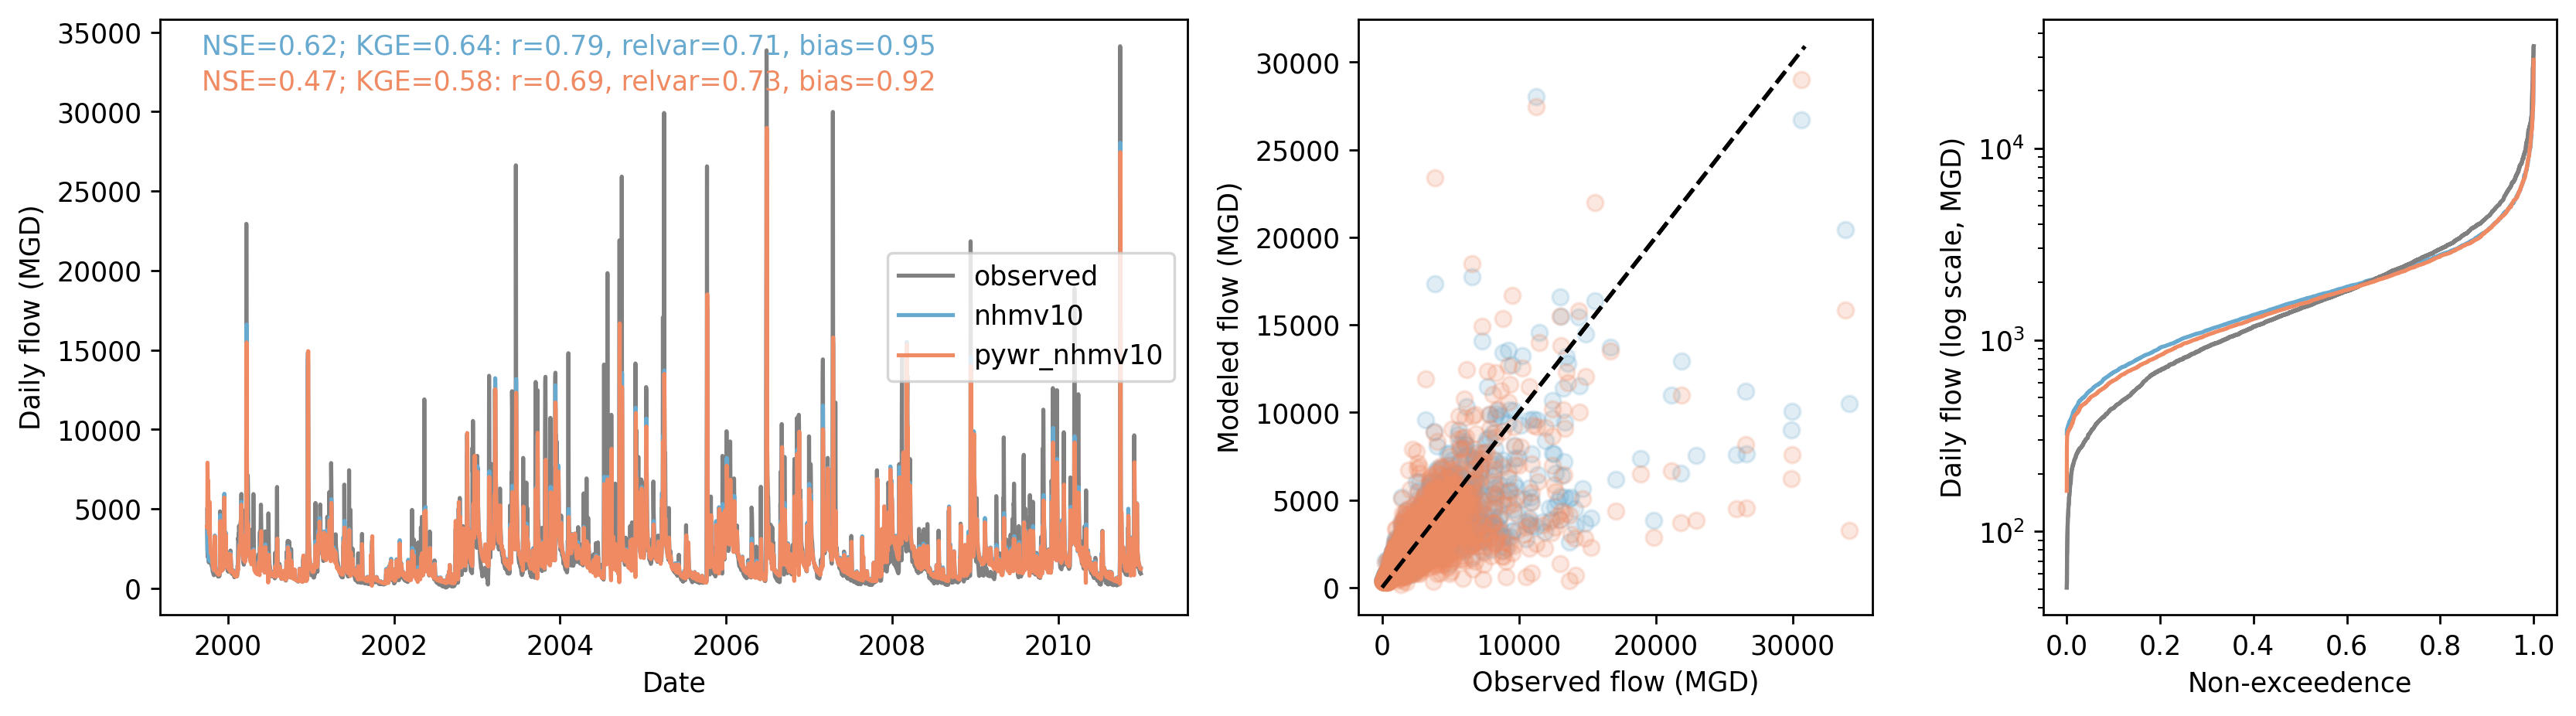 NSE=0.62; KGE=0.64: r=0.79, relvar=0.71, bias=0.95
NSE=0.47; KGE=0.58: r=0.69, relvar=0.73, bias=0.92
Daily flow (MGD)
35000
30000
25000
20000
15000
10000
5000
0
observed
nhmv10
pywr_nhmv10
2000 2002 2004 2006 2008 2010
Date
Modeled flow (MGD)
30000
25000
20000
15000
10000
5000
0
0 10000 20000 30000
Observed flow (MGD)
Daily flow (log scale, MGD)
10⁴
10³
10²
0.0 0.2 0.4 0.6 0.8 1.0
Non-exceedence